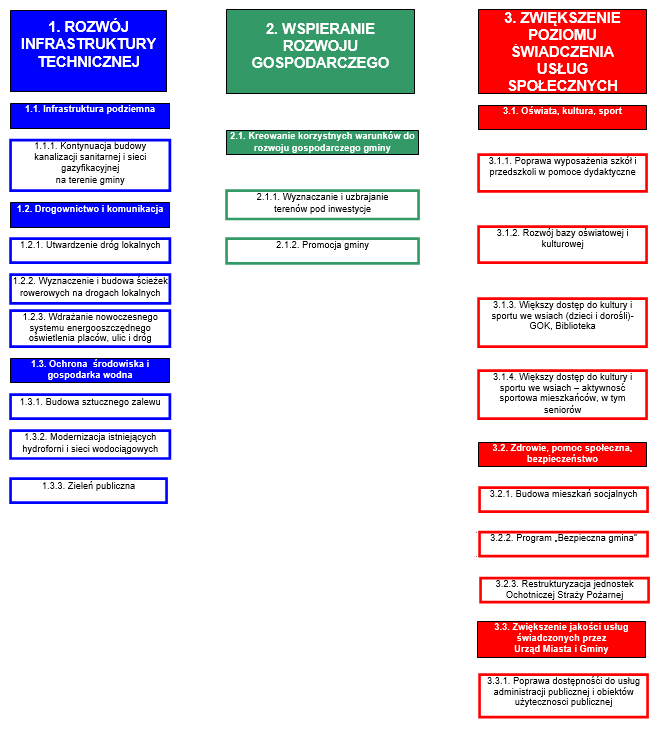 1. ROZWÓJ
INFRASTRUKTURY
TECHNICZNEJ
1.1. Infrastruktura podziemna
1.1.1. Kontynuacja budowy
kanalizacji sanitarnej i sieci
gazyfikacyjnej
na terenie gminy
1.2. Drogownictwo i komunikacja
1.2.1. Utwardzenie dróg lokalnych
1.2.2. Wyznaczenie i budowa ścieżek
rowerowych na drogach lokalnych
1.2.3. Wdrażanie nowoczesnego
systemu energooszczędnego
oświetlenia placów, ulic i dróg
1.3. Ochrona środowiska i
gospodarka wodna
1.3.1. Budowa sztucznego zalewu
1.3.2. Modernizacja istniejących
hydroforni i sieci wodociągowych
1.3.3. Zieleń publiczna
2. WSPIERANIE
ROZWOJU
GOSPODARCZEGO
2.1. Kreowanie korzystnych warunków do
rozwoju gospodarczego gminy
2.1.1. Wyznaczanie i uzbrajanie
terenów pod inwestycje
2.1.2. Promocja gminy
3. ZWIĘKSZENIE
POZIOMU
ŚWIADCZENIA
USŁUG
SPOŁECZNYCH
3.1. Oświata, kultura, sport
3.1.1. Poprawa wyposażenia szkół i
przedszkoli w pomoce dydaktyczne
3.1.2. Rozwój bazy oświatowej i
kulturowej
3.1.3. Większy dostęp do kultury i
sportu we wsiach (dzieci i dorośli)-
GOK, Biblioteka
3.1.4. Większy dostęp do kultury i
sportu we wsiach – aktywność
sportowa mieszkańców, w tym
seniorów
3.2. Zdrowie, pomoc społeczna,
bezpieczeństwo
3.2.1. Budowa mieszkań socjalnych
3.2.2. Program „Bezpieczna gmina”
3.2.3. Restrukturyzacja jednostek
Ochotniczej Straży Pożarnej
3.3. Zwiększenie jakości usług
świadczonych przez
Urząd Miasta i Gminy
3.3.1. Poprawa dostępnośći do usług
administracji publicznej i obiektów
użytecznosci publicznej